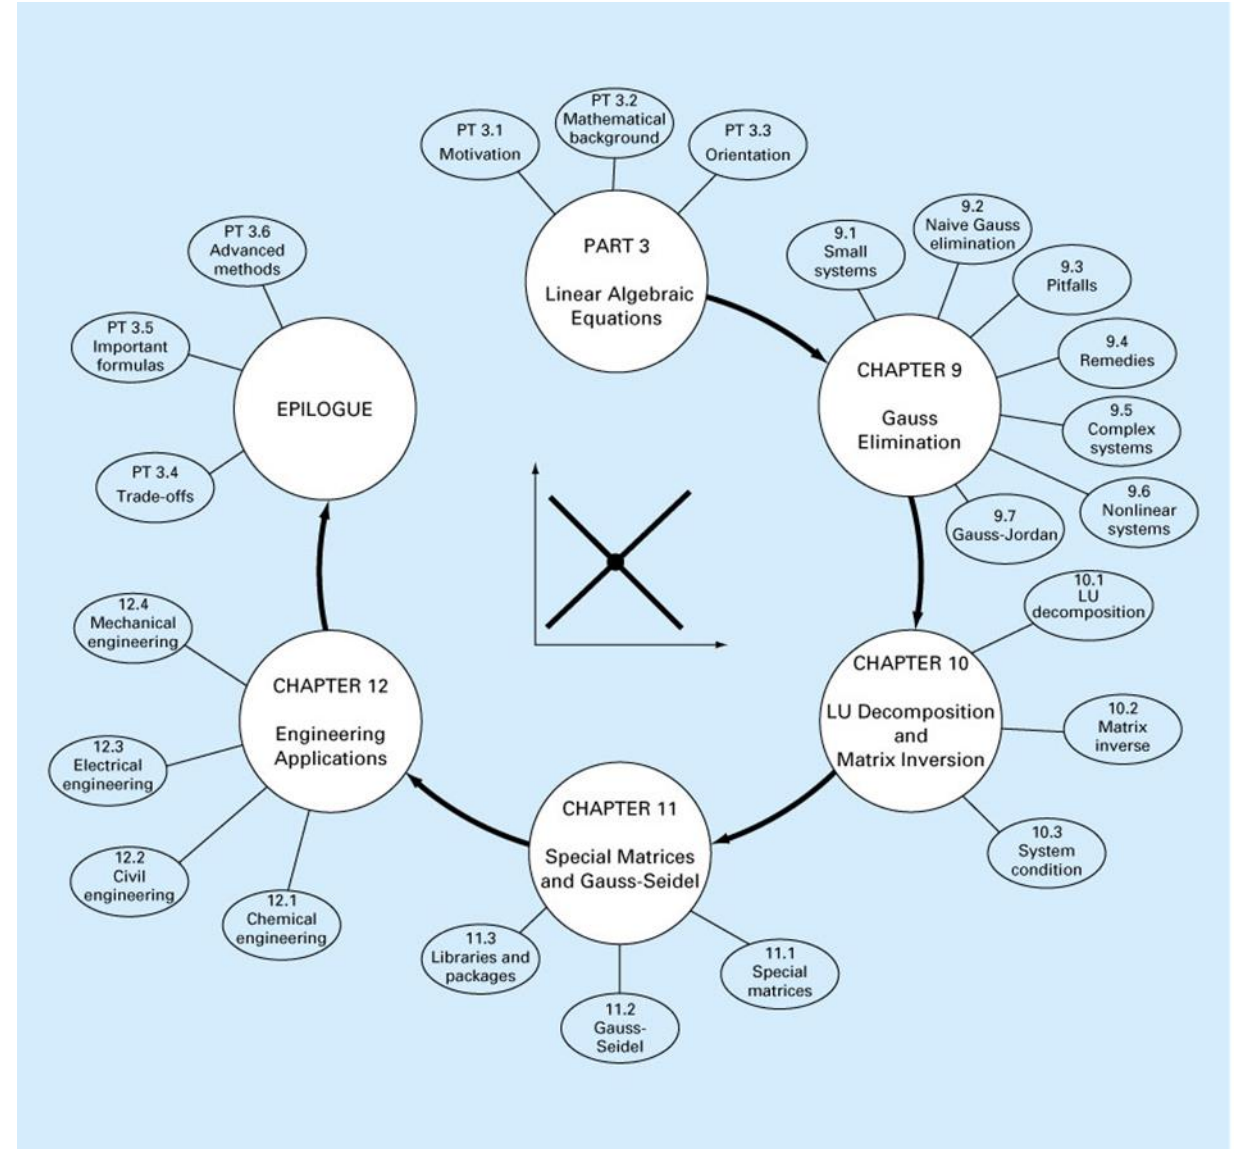 PT 3.1
Motivation
PT 3.2
Mathematical
background
PT 3.3
Orientation
PART 3
Linear Algebraic
Equations
9.1
Small
systems
9.2
Naive Gauss
elimination
9.3
Pitfalls
9.4
Remedies
9.5
Complex
systems
9.6
Nonlinear
systems
9.7
Gauss-Jordan
CHAPTER 9
Gauss
Elimination
10.1
LU
decomposition
10.2
Matrix
inverse
10.3
System
condition
CHAPTER 10
LU Decomposition
and
Matrix Inversion
CHAPTER 11
Special Matrices
and Gauss-Seidel
11.1
Special
matrices
11.2
Gauss-
Seidel
11.3
Libraries and
packages
CHAPTER 12
Engineering
Applications
12.1
Chemical
engineering
12.2
Civil
engineering
12.3
Electrical
engineering
12.4
Mechanical
engineering
EPILOGUE
PT 3.4
Trade-offs
PT 3.5
Important
formulas
PT 3.6
Advanced
methods